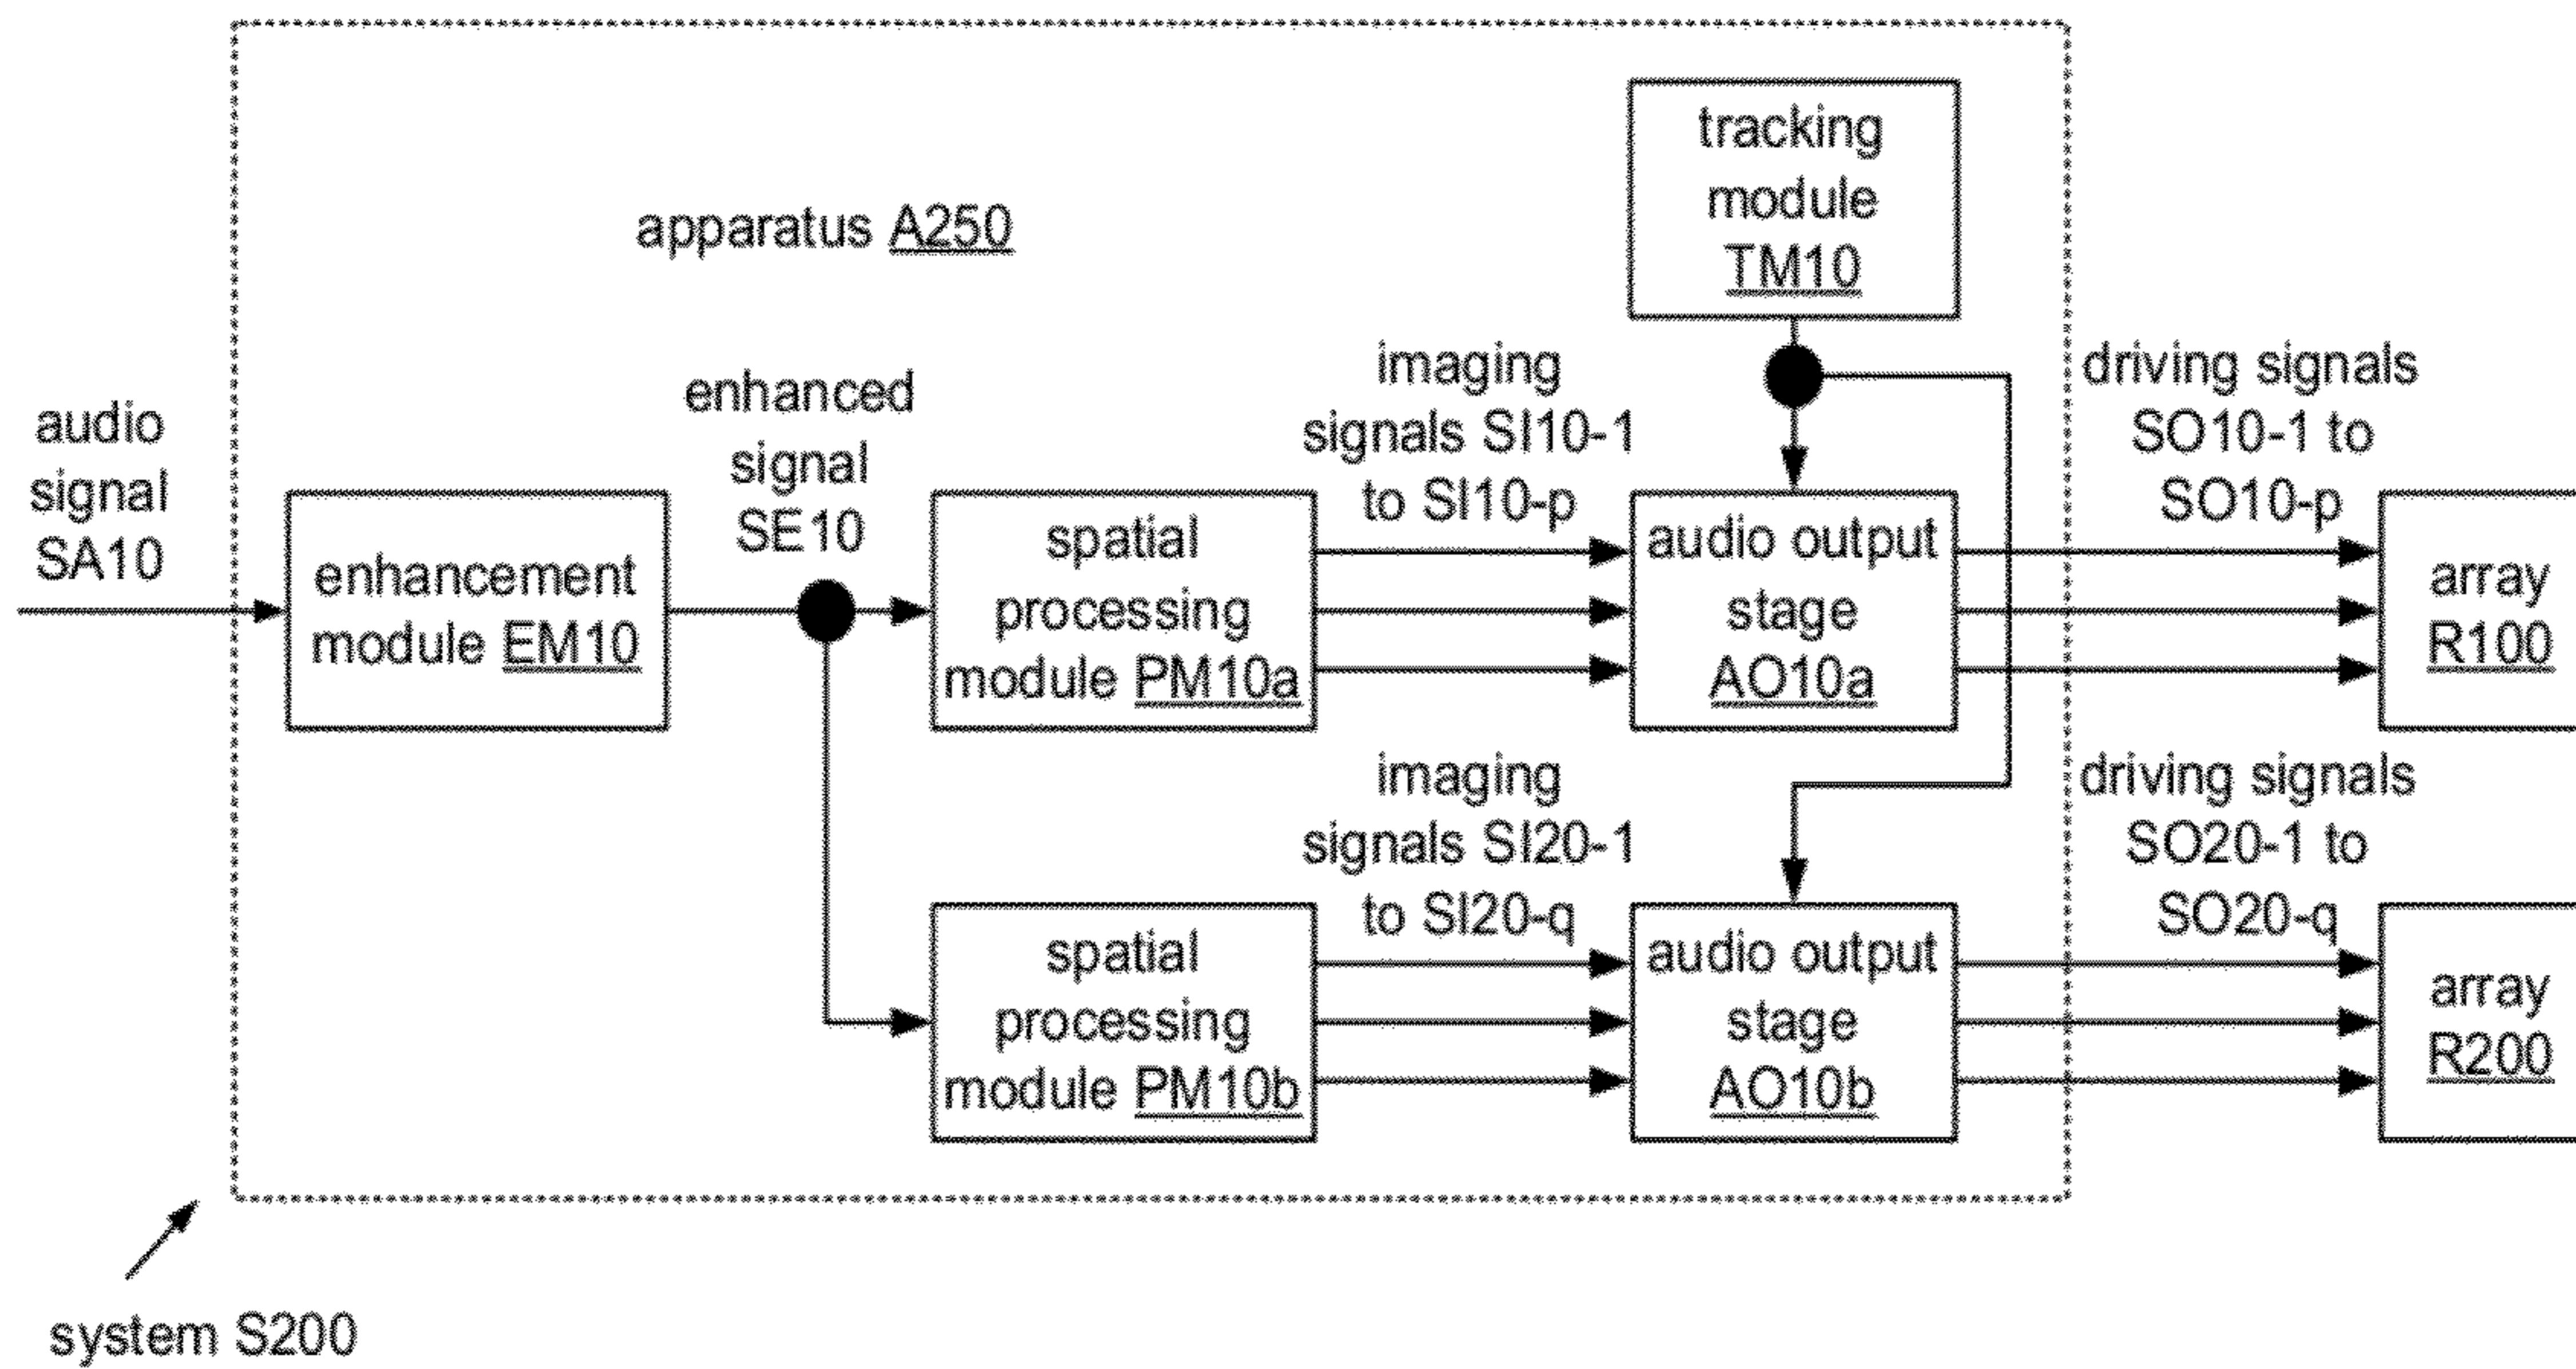 apparatus A250
tracking
module
TM10
audio
signal
SA10
enhancement
module EM10
enhanced
signal
SE10
spatial
processing
module PM10a
imaging
signals SI10-1
to SI10-p
audio output
stage
AO10a
driving signals
SO10-1 to
SO10-p
array
R100
spatial
processing
module PM10b
imaging
signals SI20-1
to SI20-q
audio output
stage
AO10b
driving signals
SO20-1 to
SO20-q
array
R200
system S200